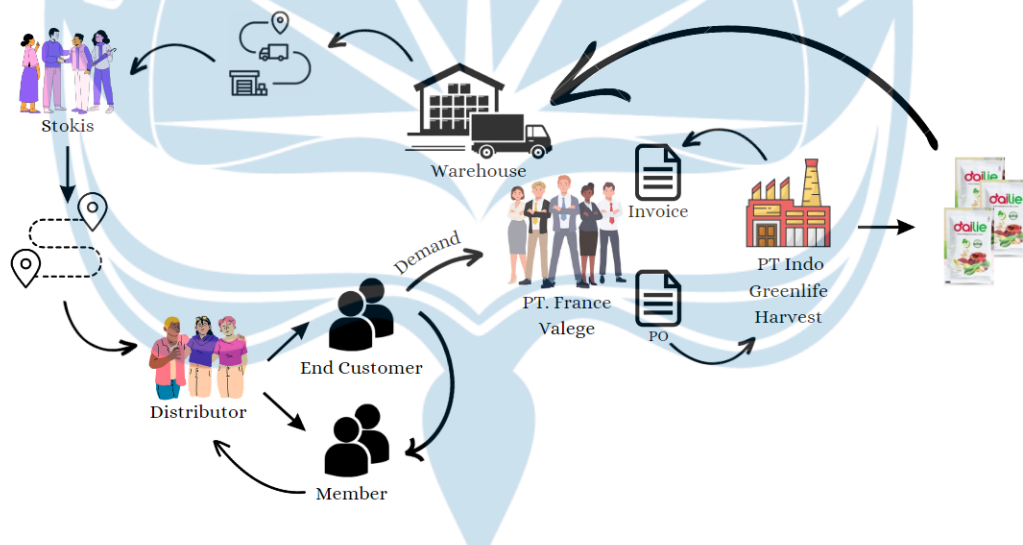 Stokis
Warehouse
Invoice
dailie
dailie
dailie
PT Indo
Greenlife
Harvest
Demand
PT. France
Valege
PO
End Customer
Distributor
Member